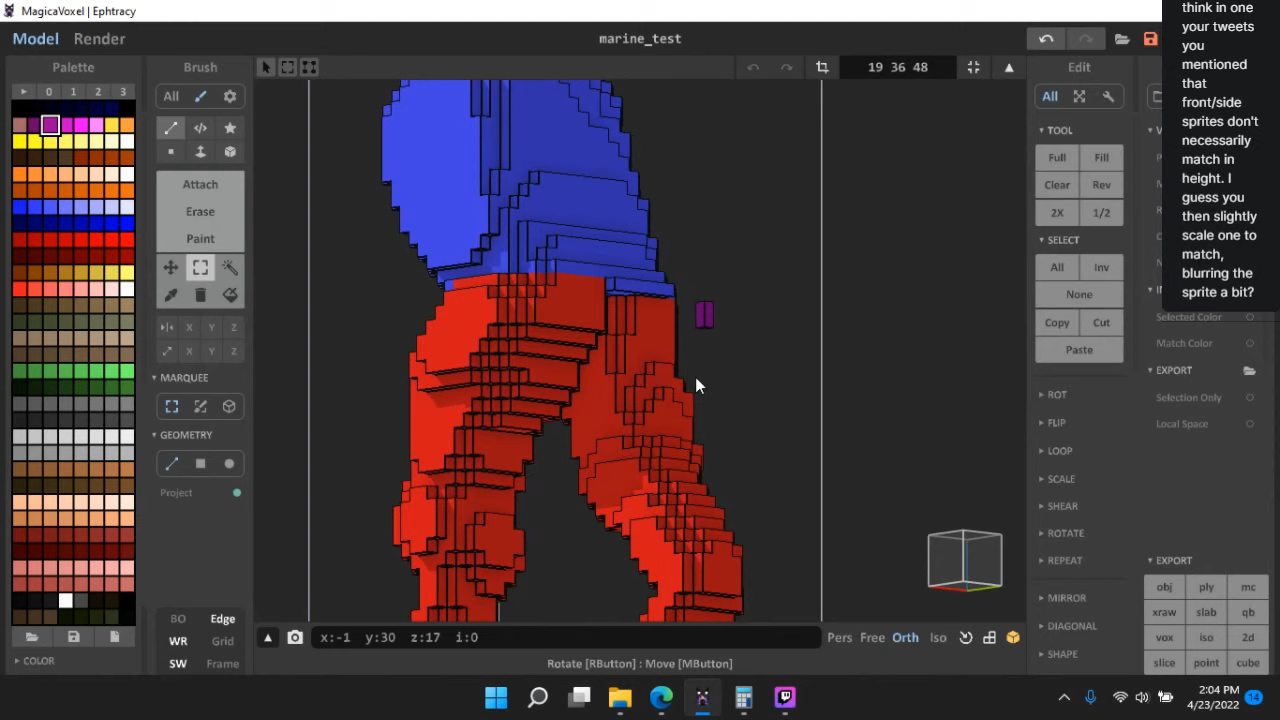 MagicaVoxel | Ephtracy
Model Render
marine_test
Palette
0 1 2 3
COLOR
Brush
All
Attach
Erase
Paint
X Y Z
X Y Z
MARQUEE
GEOMETRY
Project
BO Edge
WR Grid
SW Frame
19 36 48
x:-1 y:30 z:17 i:0
Pers Free Orth Iso
Rotate [RButton] : Move [MButton]
Edit
All
TOOL
Full Fill
Clear Rev
2X 1/2
SELECT
All Inv
None
Copy Cut
Paste
ROT
FLIP
LOOP
SCALE
SHEAR
ROTATE
REPEAT
MIRROR
DIAGONAL
SHAPE
think in one
your tweets
you
mentioned
that
front/side
sprites don't
necessarily
match in
height. I
guess you
then slightly
scale one to
match,
blurring the
sprite a bit?
Selected Color
Match Color
EXPORT
Selection Only
Local Space
EXPORT
obj ply mc
xraw slab qb
vox iso 2d
slice point cube
2:04 PM
4/23/2022
14